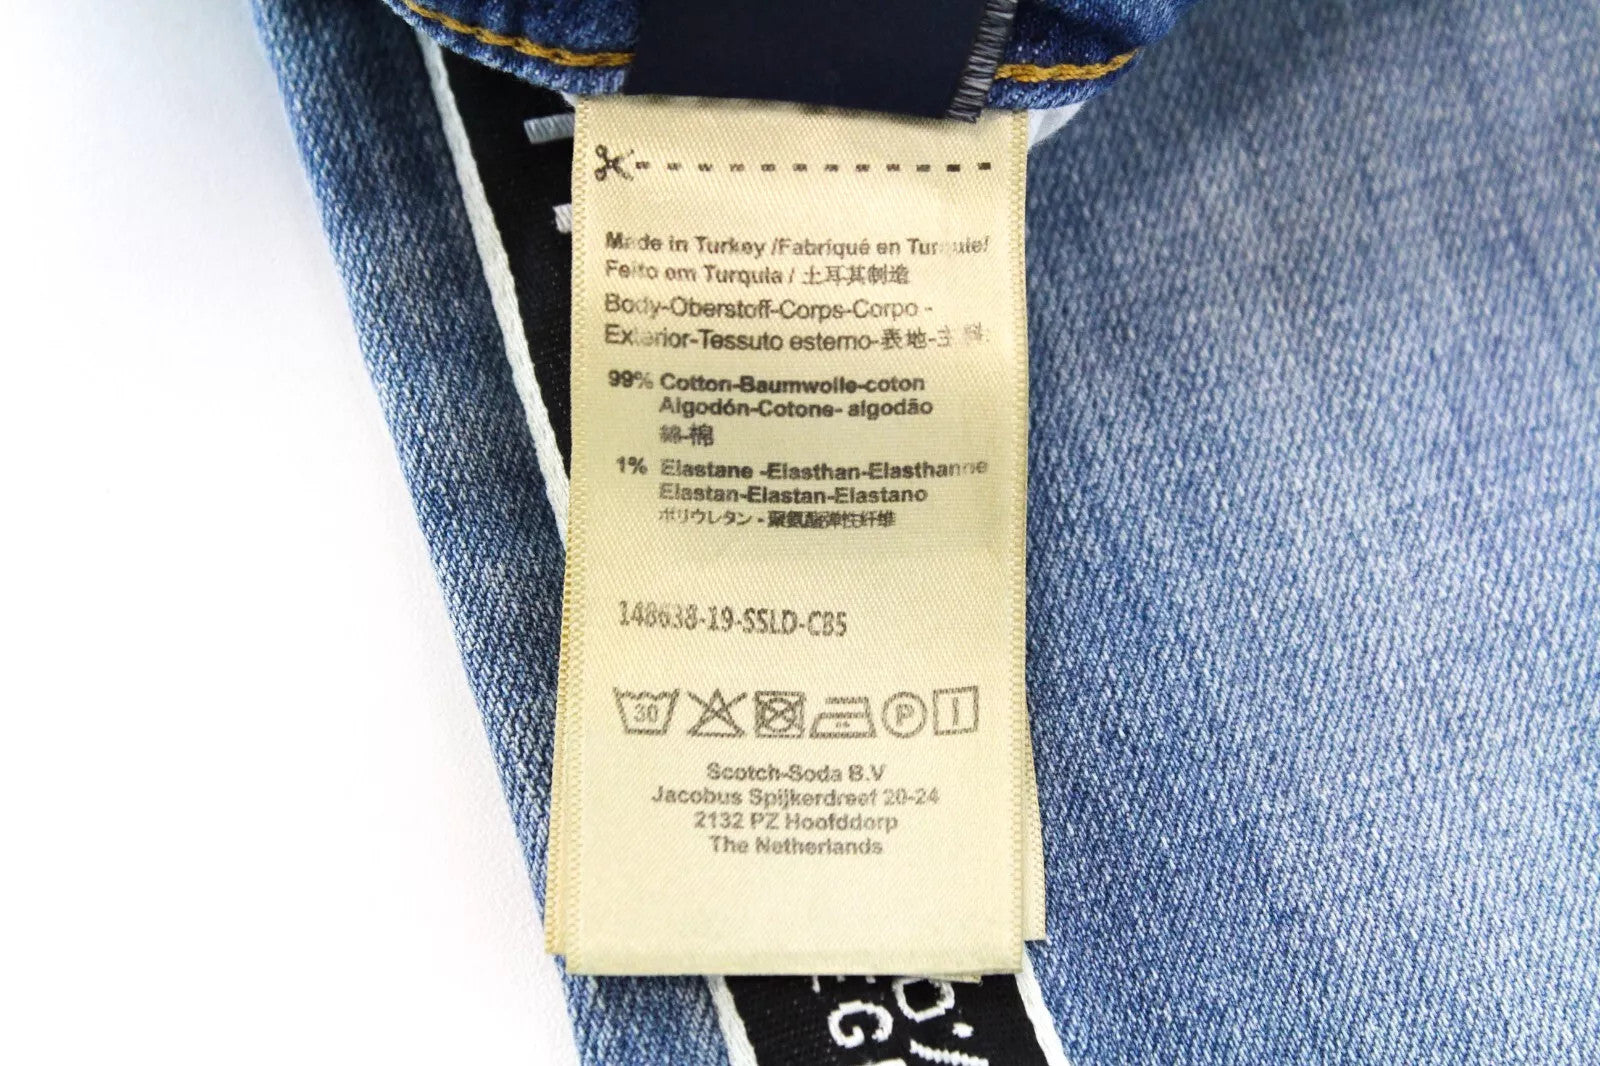 Made in Turkey /Fabriqué en Turquie/
Feito em Turquia / 土耳其制造
Body-Oberstoff-Corps-Corpo -
Exterior-Tessuto esterno-表地-主料
99% Cotton-Baumwolle-coton
Algodón-Cotone- algodão
綿-棉
1% Elastane -Elasthan-Elasthanne
Elastan-Elastan-Elastano
ポリウレタン - 聚氨酯弹性纤维
148638-19-SSLD-CB5
30 P
Scotch-Soda B.V
Jacobus Spijkerdreef 20-24
2132 PZ Hoofddorp
The Netherlands